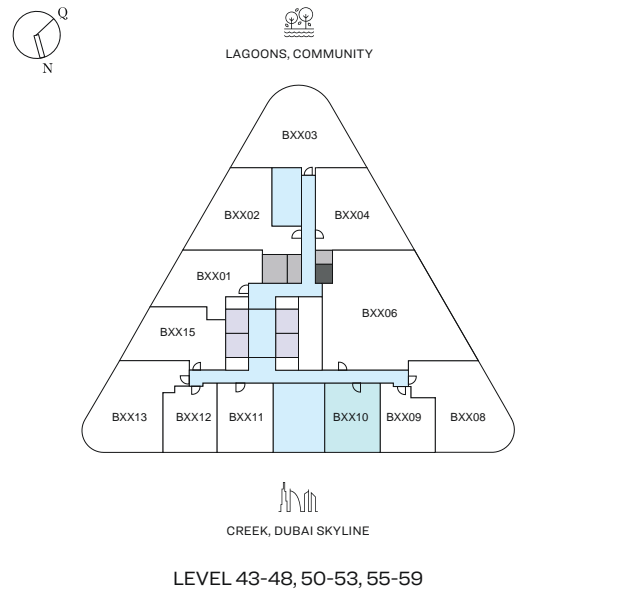 Q
N
LAGOONS, COMMUNITY
BXX03
BXX02
BXX04
BXX01
BXX06
BXX15
BXX13
BXX12
BXX11
BXX10
BXX09
BXX08
CREEK, DUBAI SKYLINE
LEVEL 43-48, 50-53, 55-59